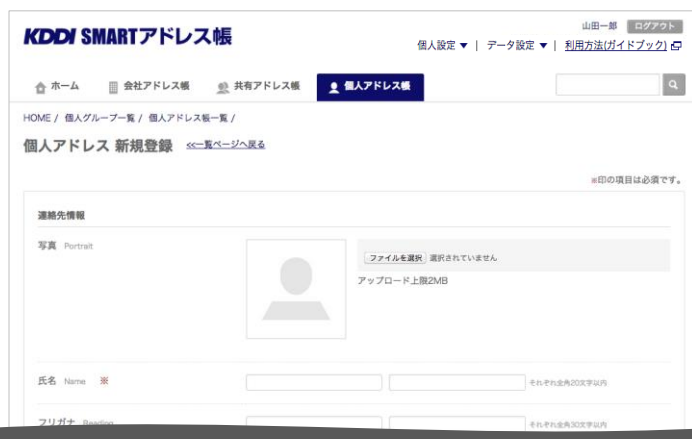 山田一郎 ログアウト
KDDI SMARTアドレス帳
個人設定 ▼ | データ設定 ▼ | 利用方法(ガイドブック)
ホーム 会社アドレス帳 共有アドレス帳 個人アドレス帳
HOME / 個人グループ一覧 / 個人アドレス帳一覧 /
個人アドレス 新規登録 <<一覧ページへ戻る
※印の項目は必須です。
連絡先情報
写真 Portrait
ファイルを選択 選択されていません
アップロード上限2MB
氏名 Name ※ それぞれ全角20文字以内
フリガナ Reading それぞれ全角30文字以内